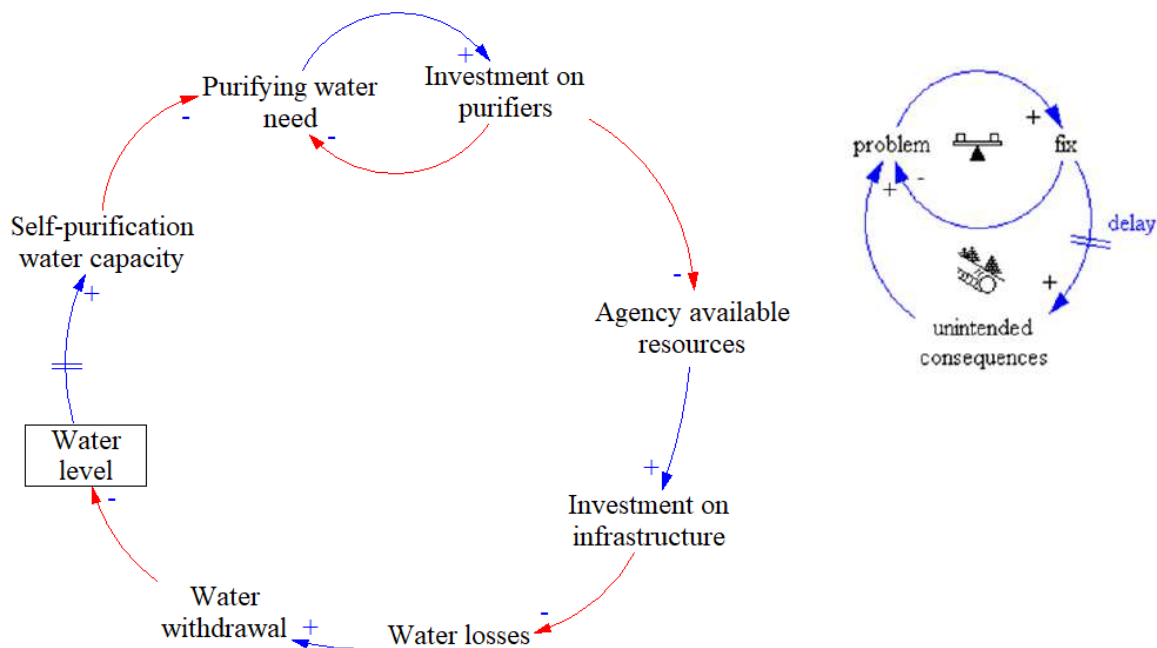 Purifying water
need
+
Investment on
purifiers
-
-
-
Agency available
resources
+
Investment on
infrastructure
-
Water losses
+
Water
withdrawal
-
Water
level
+
Self-purification
water capacity
problem
+
fix
+
-
delay
+
unintended
consequences